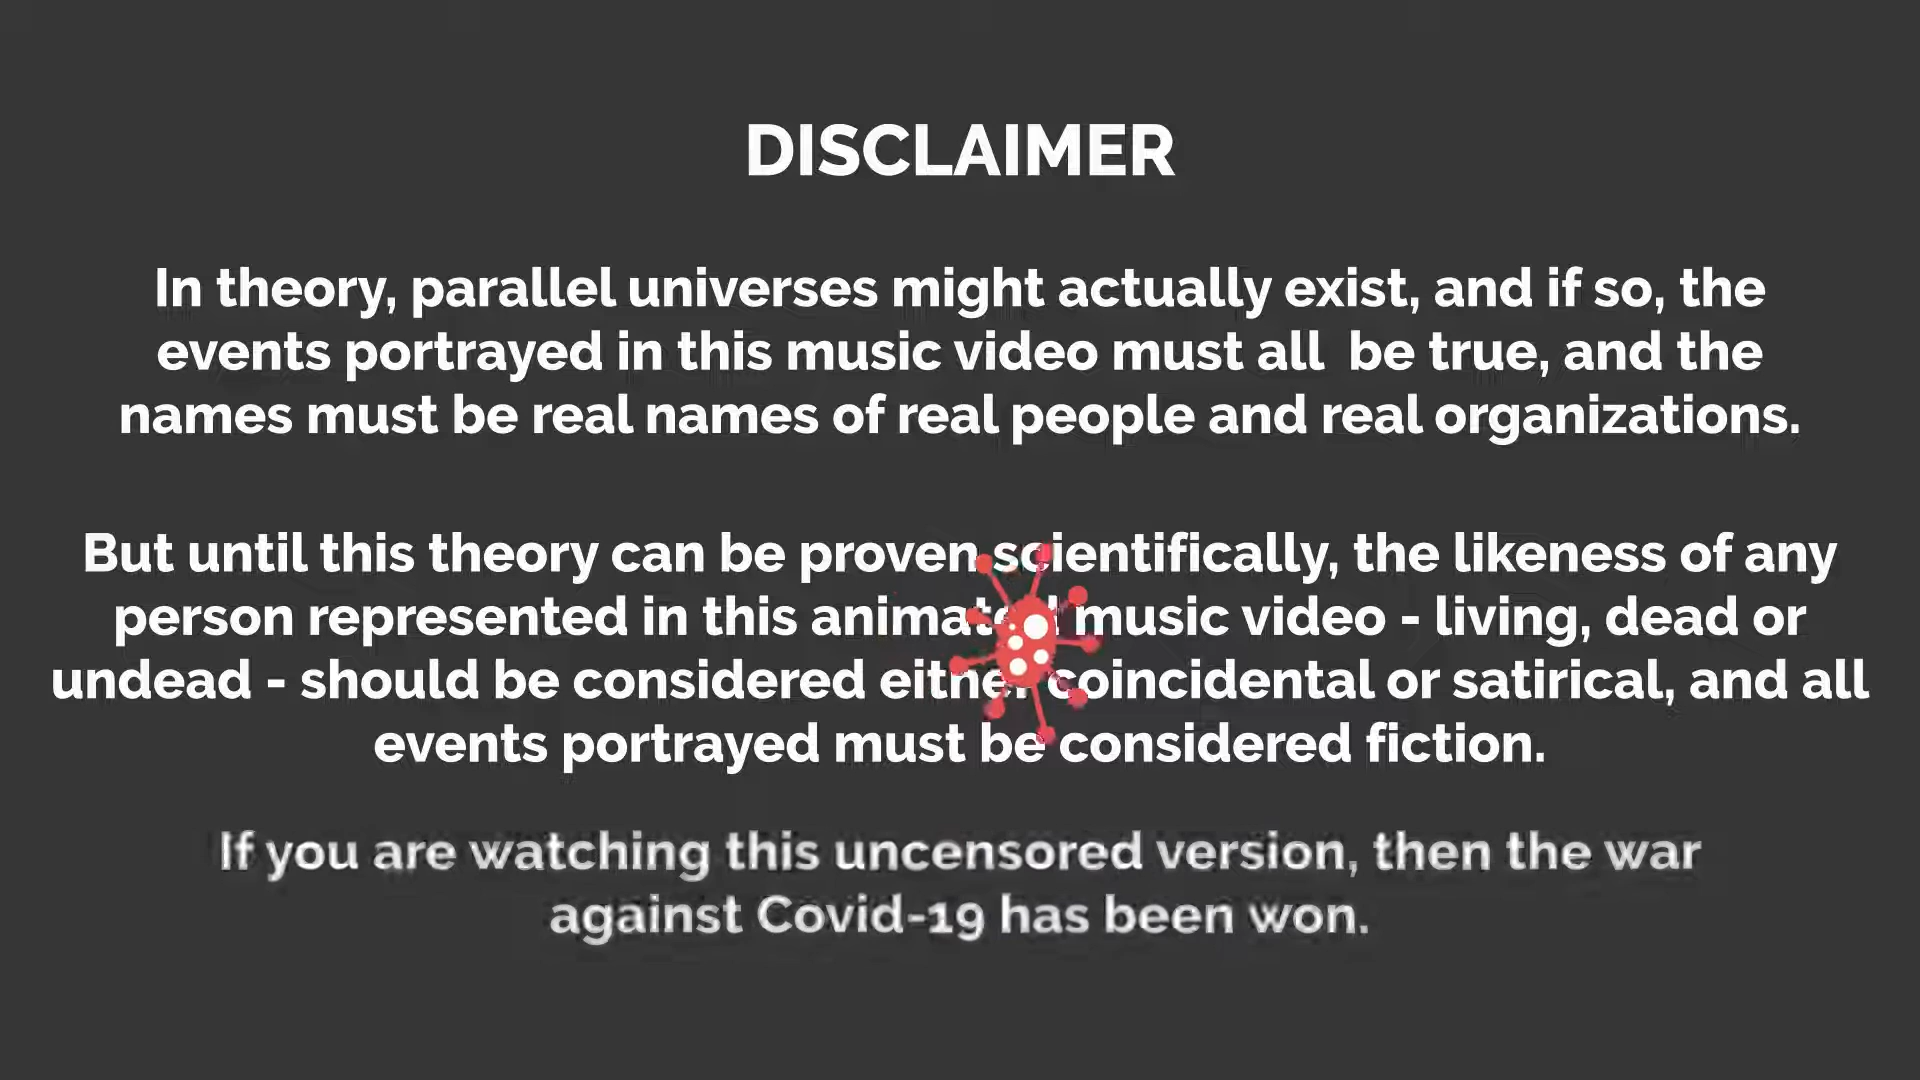 DISCLAIMER
In theory, parallel universes might actually exist, and if so, the
events portrayed in this music video must all be true, and the
names must be real names of real people and real organizations.
But until this theory can be proven scientifically, the likeness of any
person represented in this animated music video - living, dead or
undead - should be considered either coincidental or satirical, and all
events portrayed must be considered fiction.
If you are watching this uncensored version, then the war
against Covid-19 has been won.